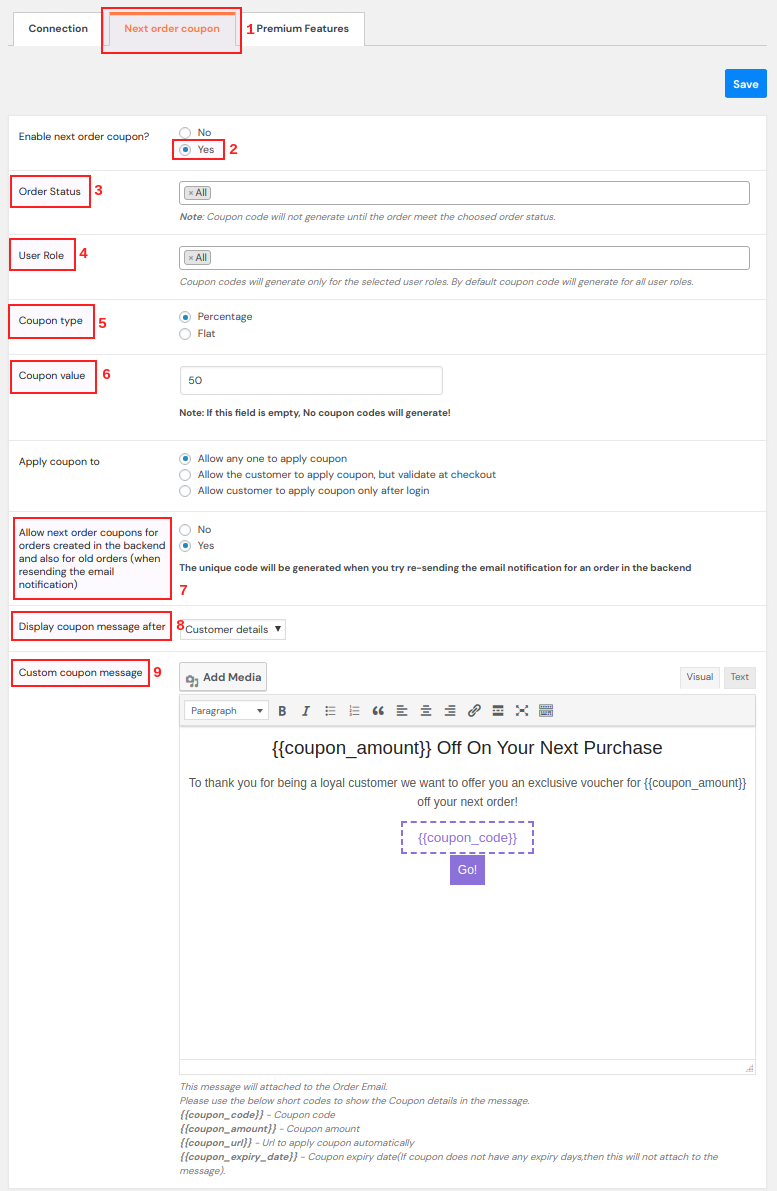 Connection Next order coupon 1 Premium Features
Save
Enable next order coupon? No
Yes 2
Order Status 3 × All
Note: Coupon code will not generate until the order meet the choosed order status.
User Role 4 × All
Coupon codes will generate only for the selected user roles. By default coupon code will generate for all user roles.
Coupon type 5 Percentage
Flat
Coupon value 6 50
Note: If this field is empty, No coupon codes will generate!
Apply coupon to Allow any one to apply coupon
Allow the customer to apply coupon, but validate at checkout
Allow customer to apply coupon only after login
Allow next order coupons for
orders created in the backend
and also for old orders (when
resending the email
notification)
No
Yes
The unique code will be generated when you try re-sending the email notification for an order in the backend
7
Display coupon message after 8 Customer details
Custom coupon message 9 Add Media Visual Text
Paragraph B I
{{coupon_amount}} Off On Your Next Purchase
To thank you for being a loyal customer we want to offer you an exclusive voucher for {{coupon_amount}}
off your next order!
{{coupon_code}}
Go!
This message will attached to the Order Email.
Please use the below short codes to show the Coupon details in the message.
{{coupon_code}} - Coupon code
{{coupon_amount}} - Coupon amount
{{coupon_url}} - Url to apply coupon automatically
{{coupon_expiry_date}} - Coupon expiry date(If coupon does not have any expiry days,then this will not attach to the
message).